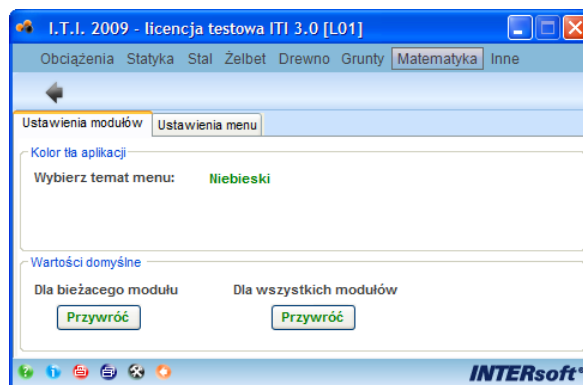 I.T.I. 2009 - licencja testowa ITI 3.0 [L01]
Obciążenia Statyka Stal Żelbet Drewno Grunty Matematyka Inne
Ustawienia modułów Ustawienia menu
Kolor tła aplikacji
Wybierz temat menu: Niebieski
Wartości domyślne
Dla bieżacego modułu Dla wszystkich modułów
Przywróć Przywróć
INTERsoft